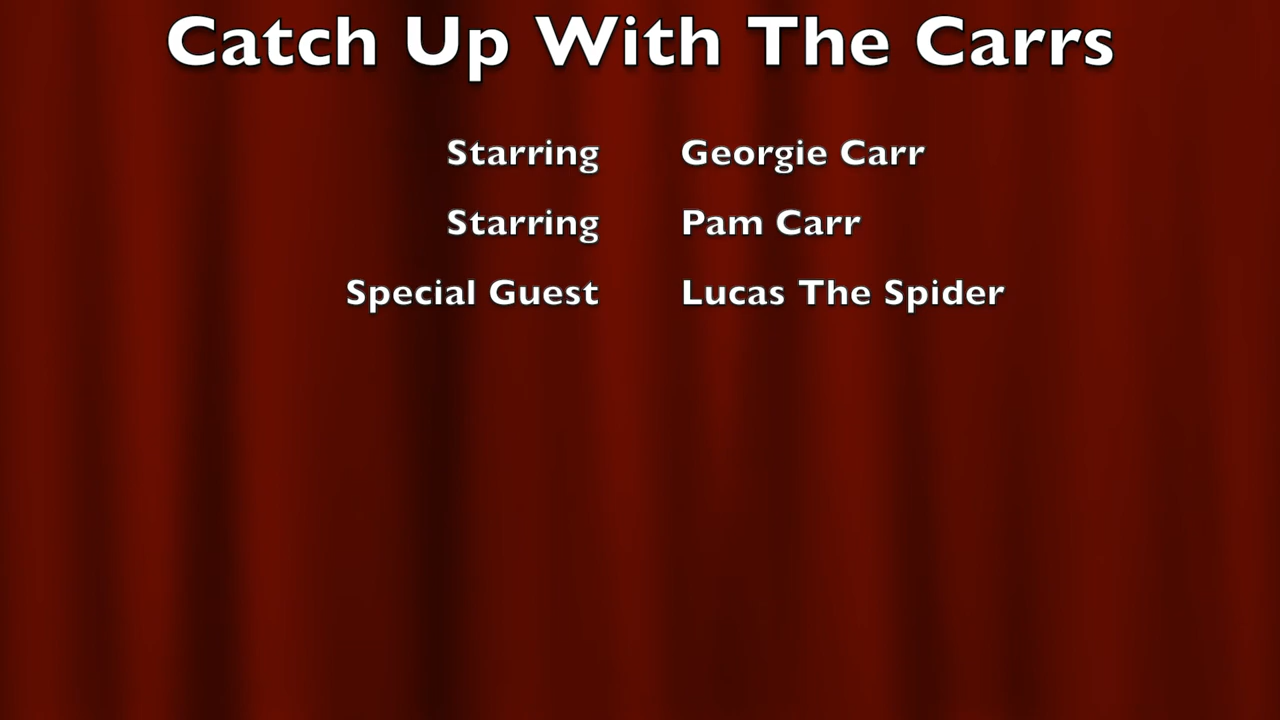 Catch Up With The Carrs
Starring Georgie Carr
Starring Pam Carr
Special Guest Lucas The Spider